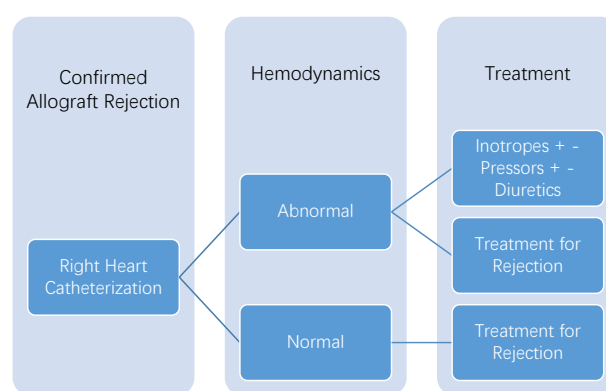 Confirmed
Allograft Rejection
Hemodynamics
Treatment
Right Heart
Catheterization
Abnormal
Normal
Inotropes + -
Pressors + -
Diuretics
Treatment for
Rejection
Treatment for
Rejection